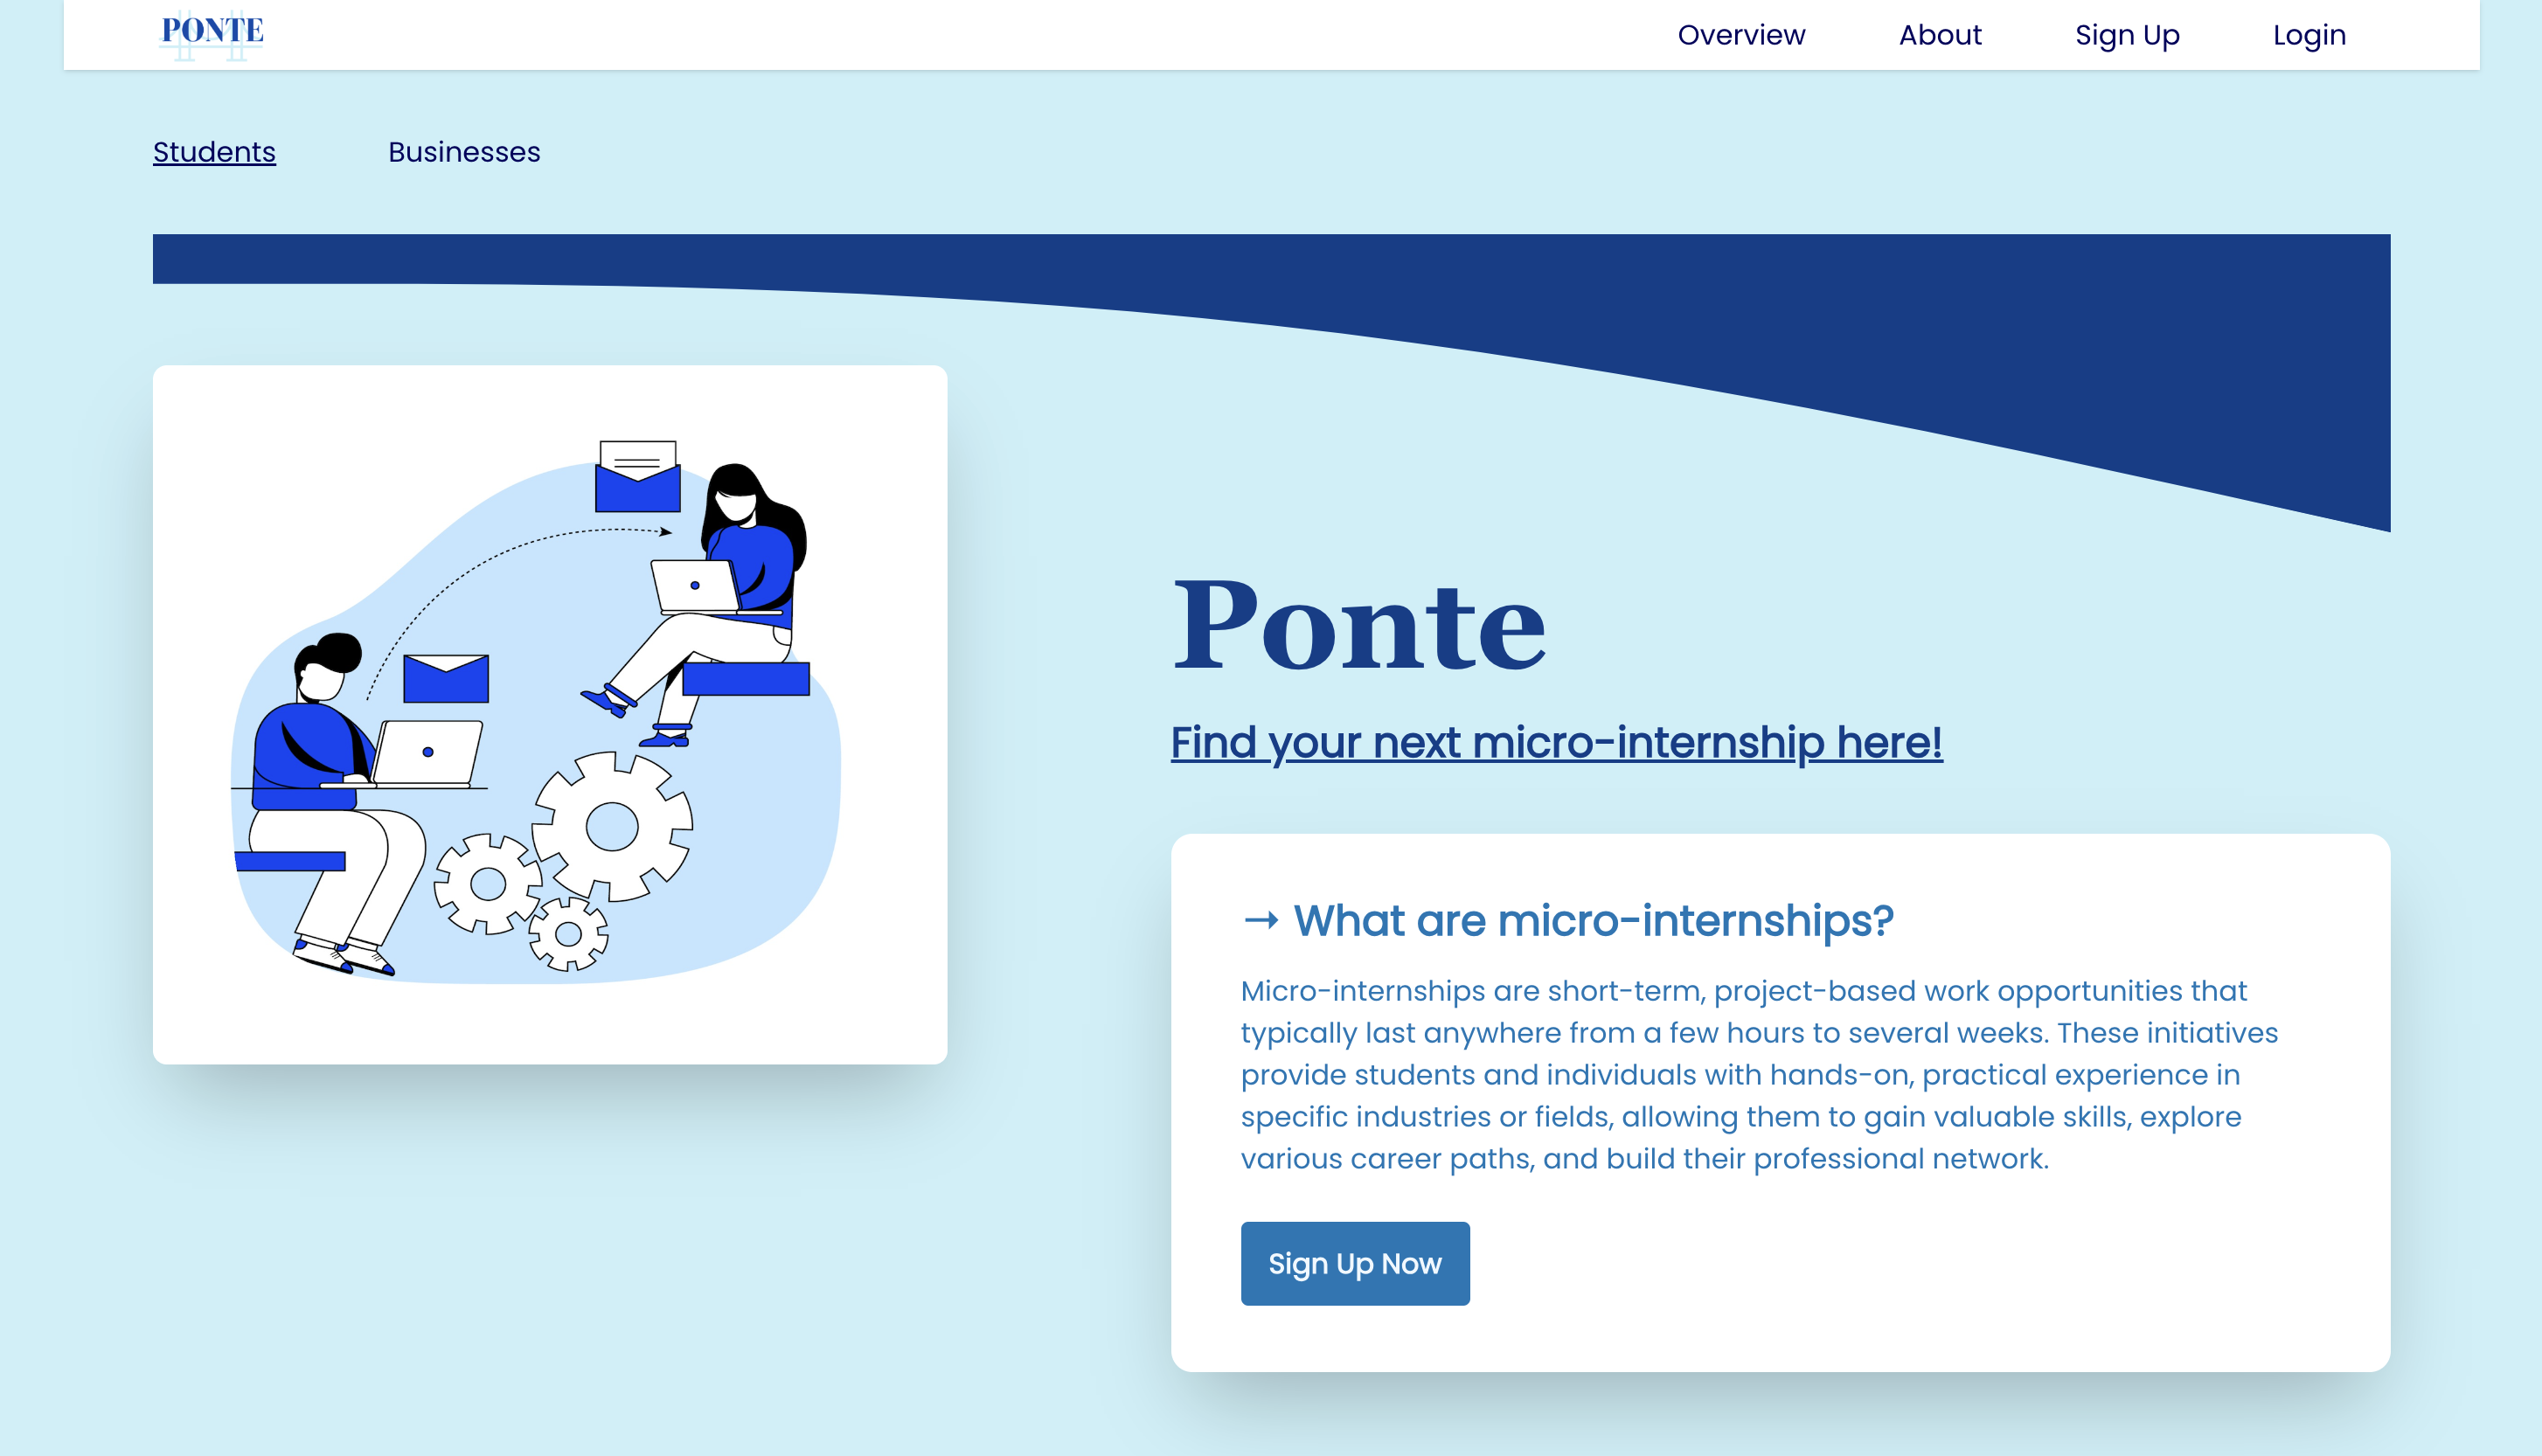 PONTE
Overview About Sign Up Login
Students Businesses
Ponte
Find your next micro-internship here!
→ What are micro-internships?
Micro-internships are short-term, project-based work opportunities that
typically last anywhere from a few hours to several weeks. These initiatives
provide students and individuals with hands-on, practical experience in
specific industries or fields, allowing them to gain valuable skills, explore
various career paths, and build their professional network.
Sign Up Now